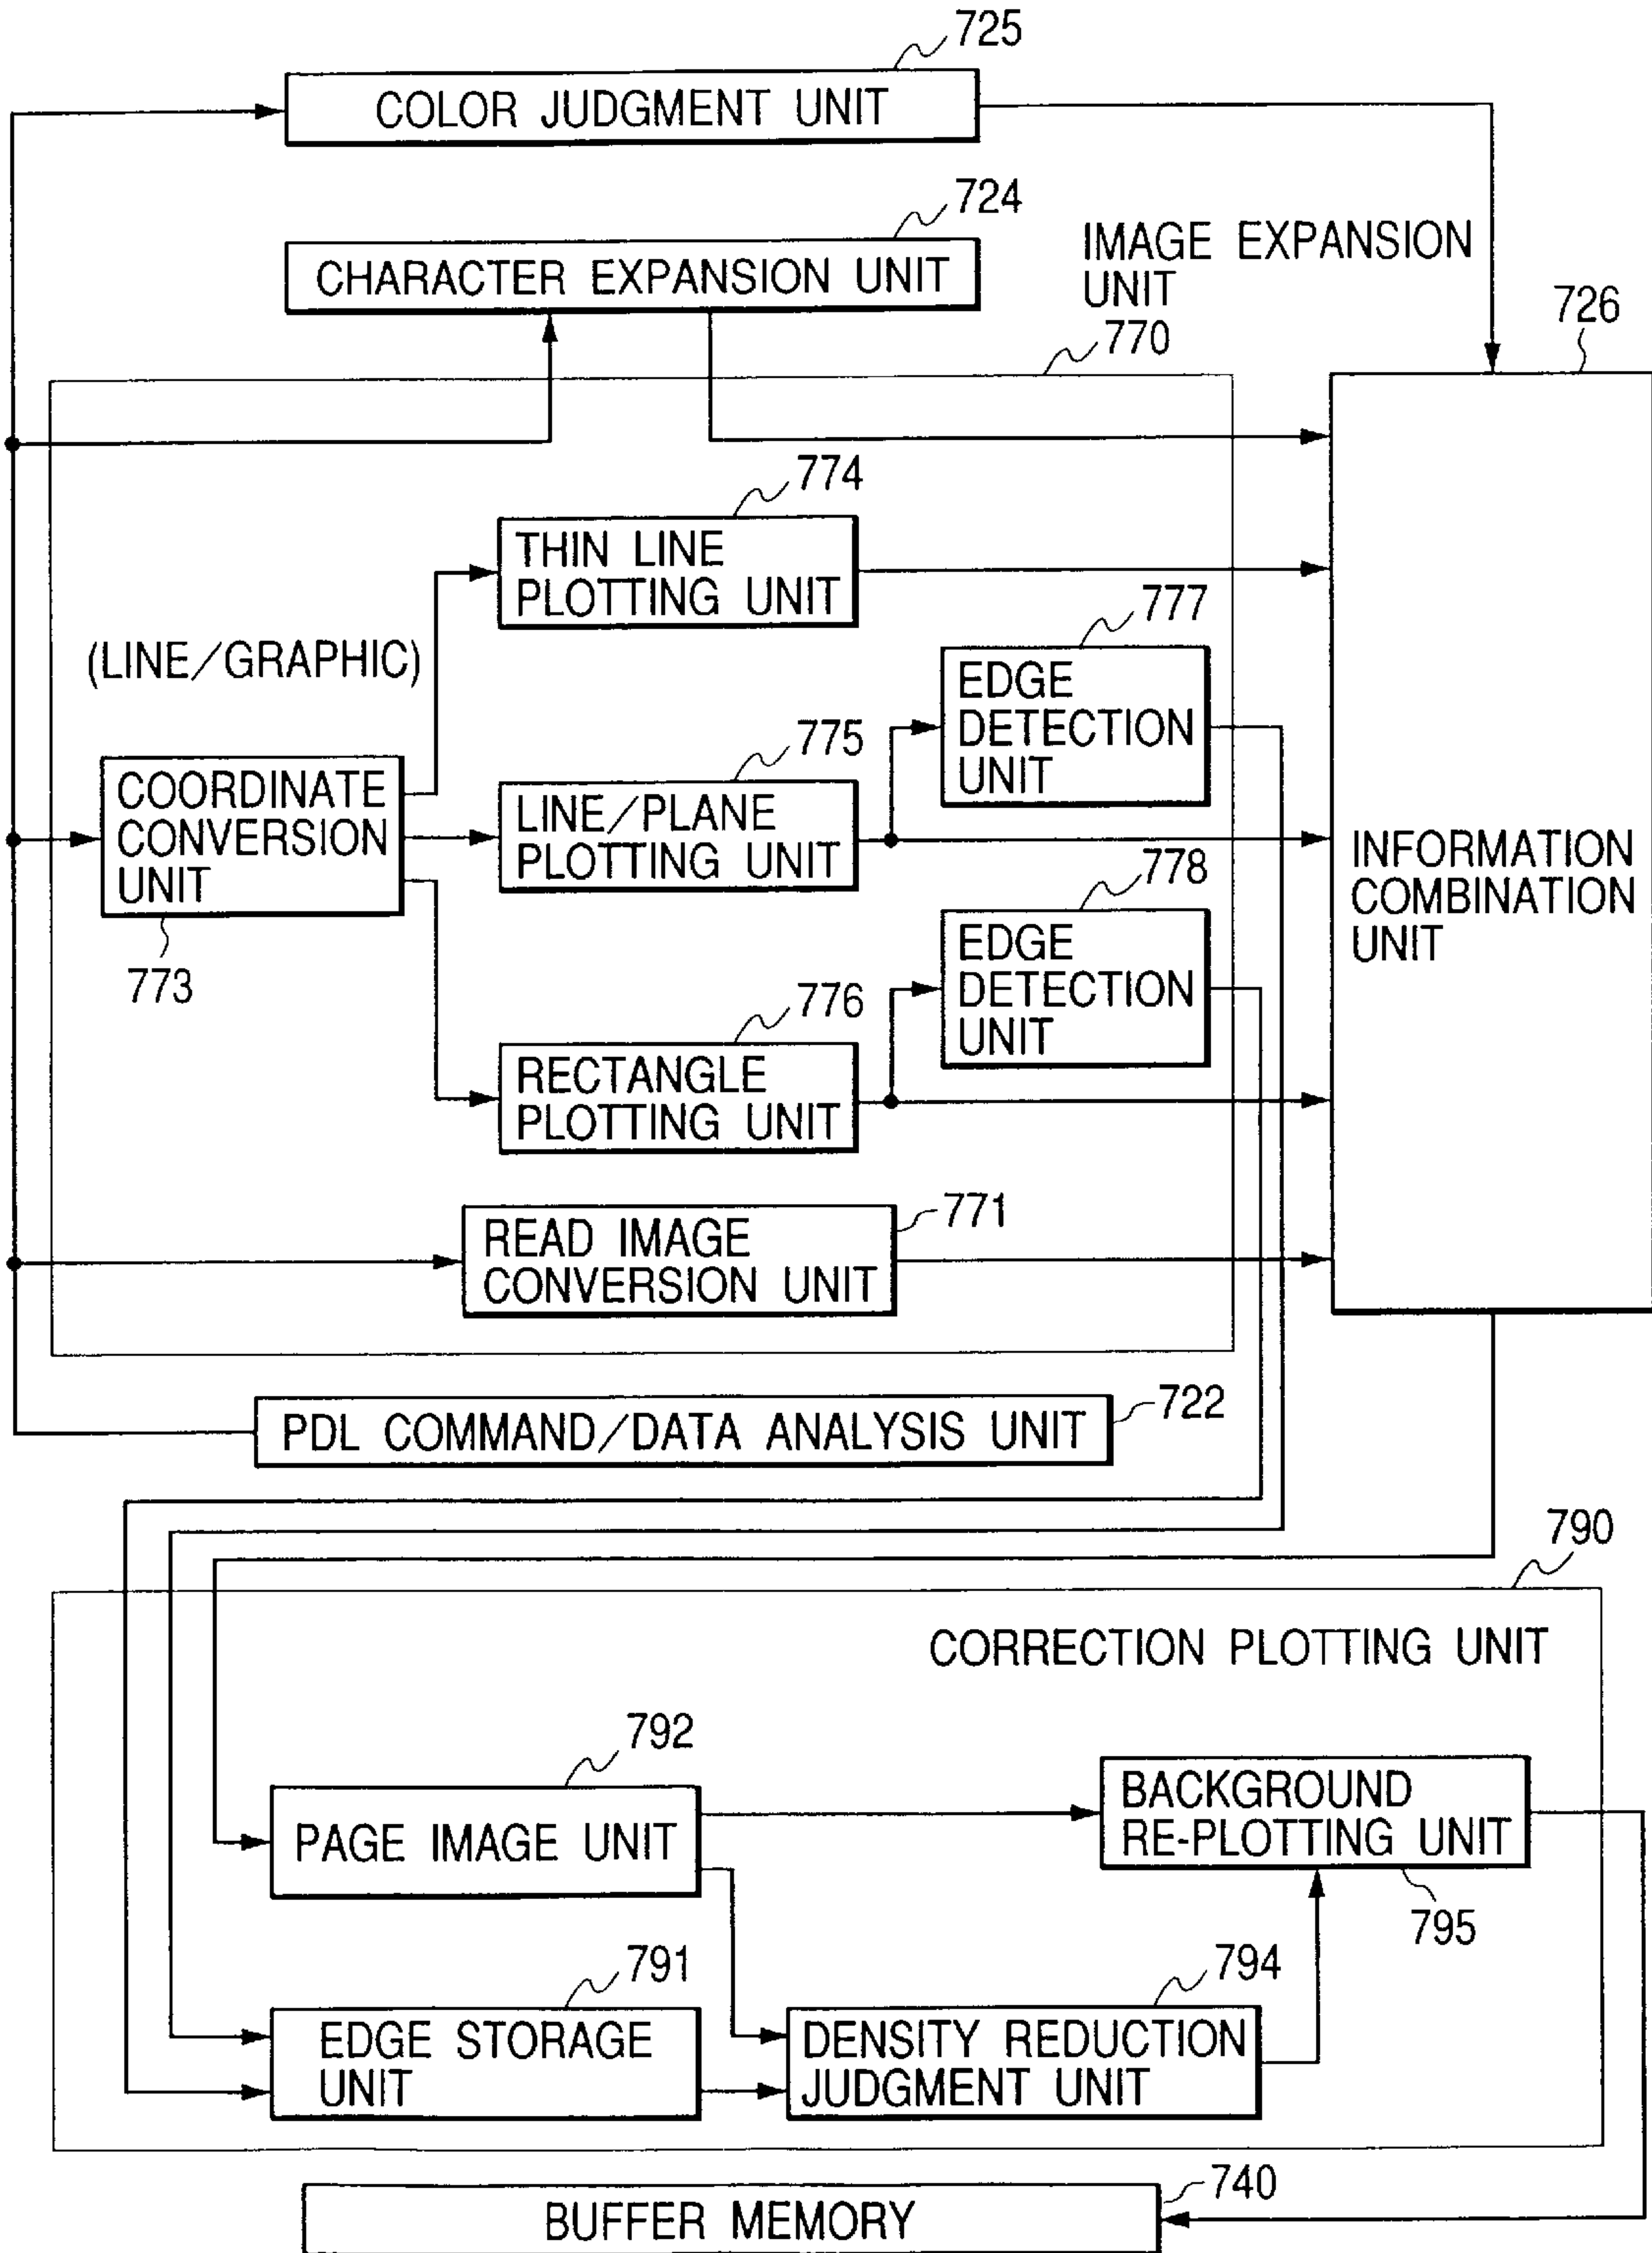 725
COLOR JUDGMENT UNIT
724
CHARACTER EXPANSION UNIT
IMAGE EXPANSION
UNIT
770
726
774
THIN LINE
PLOTTING UNIT
777
(LINE/GRAPHIC)
EDGE
DETECTION
UNIT
775
COORDINATE
CONVERSION
UNIT
773
LINE/PLANE
PLOTTING UNIT
778
INFORMATION
COMBINATION
UNIT
EDGE
DETECTION
UNIT
776
RECTANGLE
PLOTTING UNIT
771
READ IMAGE
CONVERSION UNIT
722
PDL COMMAND/DATA ANALYSIS UNIT
790
CORRECTION PLOTTING UNIT
792
PAGE IMAGE UNIT
BACKGROUND
RE-PLOTTING UNIT
795
791
EDGE STORAGE
UNIT
794
DENSITY REDUCTION
JUDGMENT UNIT
740
BUFFER MEMORY